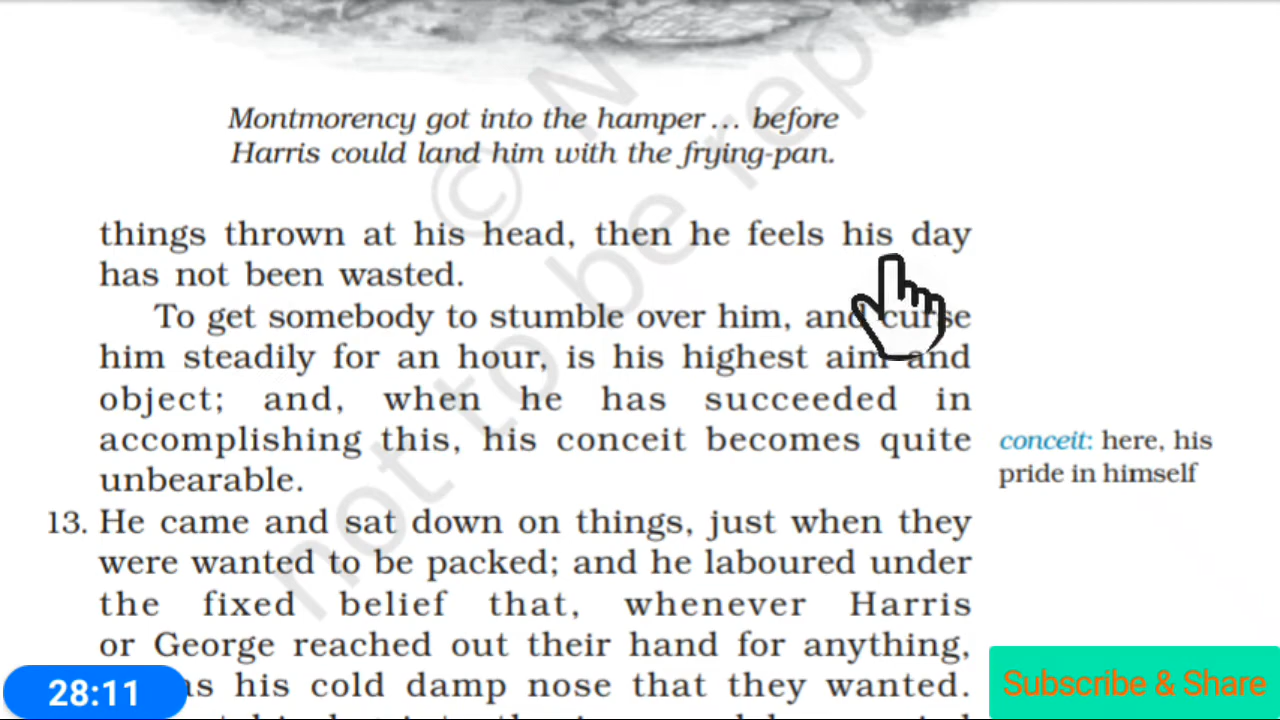 Montmorency got into the hamper ... before
Harris could land him with the frying-pan.
things thrown at his head, then he feels his day
has not been wasted.
To get somebody to stumble over him, and curse
him steadily for an hour, is his highest aim and
object; and, when he has succeeded in
accomplishing this, his conceit becomes quite
unbearable.
conceit: here, his
pride in himself
13. He came and sat down on things, just when they
were wanted to be packed; and he laboured under
the fixed belief that, whenever Harris
or George reached out their hand for anything,
his cold damp nose that they wanted.
28:11
Subscribe & Share
© N
not to be rep